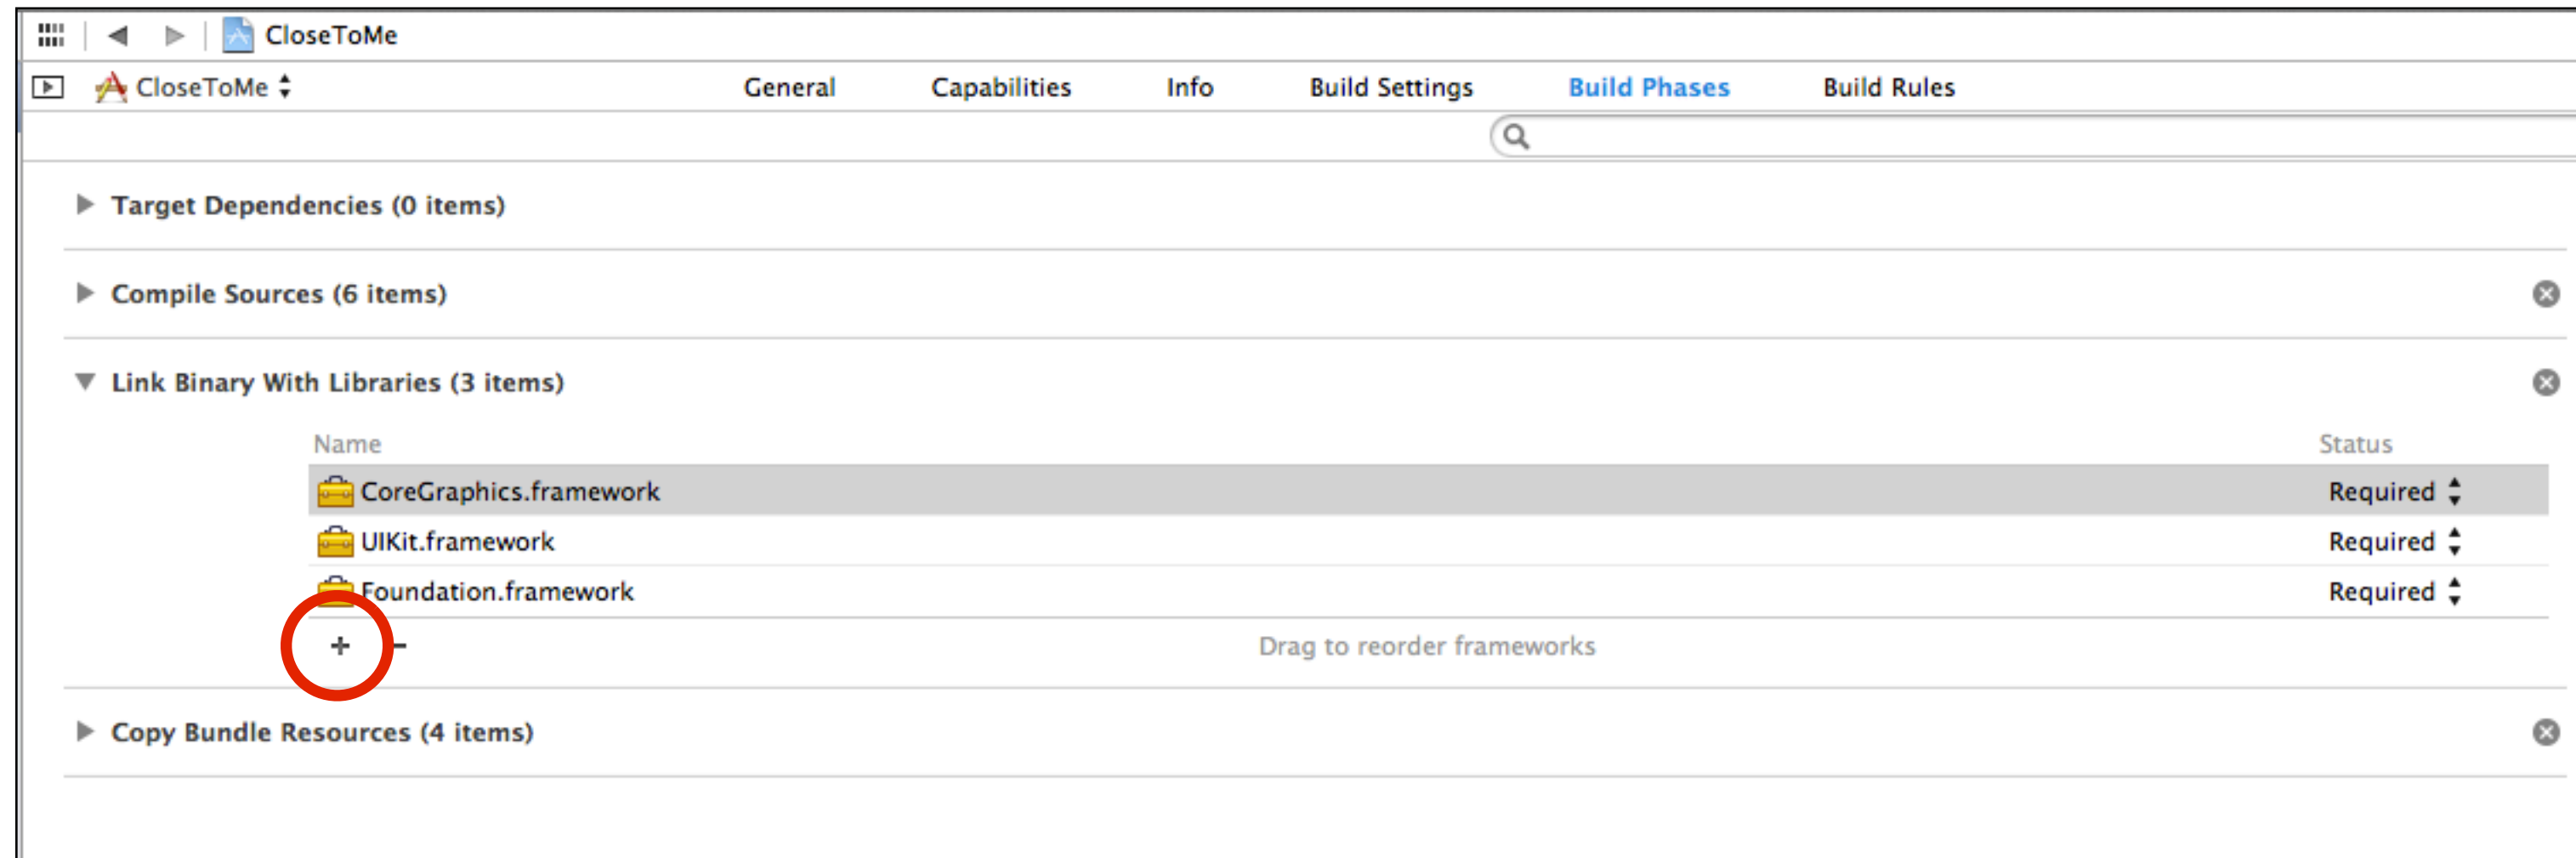 CloseToMe
CloseToMe General Capabilities Info Build Settings Build Phases Build Rules
Target Dependencies (0 items)
Compile Sources (6 items)
Link Binary With Libraries (3 items)
Name Status
CoreGraphics.framework Required
UIKit.framework Required
Foundation.framework Required
+ − Drag to reorder frameworks
Copy Bundle Resources (4 items)